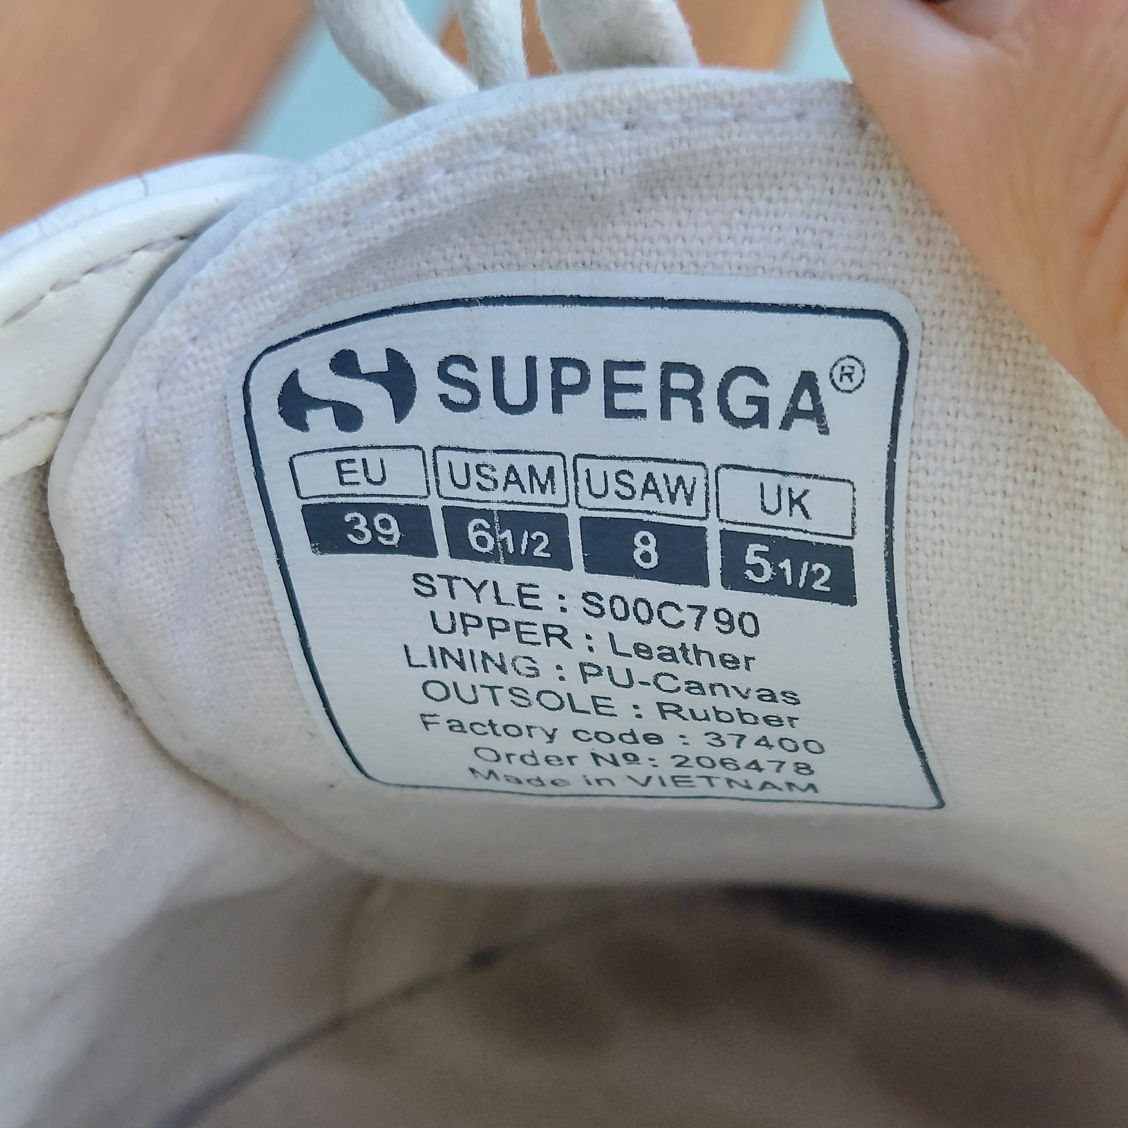 SUPERGA®
EU USAM USAW UK
39 6 1/2 8 5 1/2
STYLE : S00C790
UPPER : Leather
LINING : PU-Canvas
OUTSOLE : Rubber
Factory code : 37400
Order Nº: 206478
Made in VIETNAM